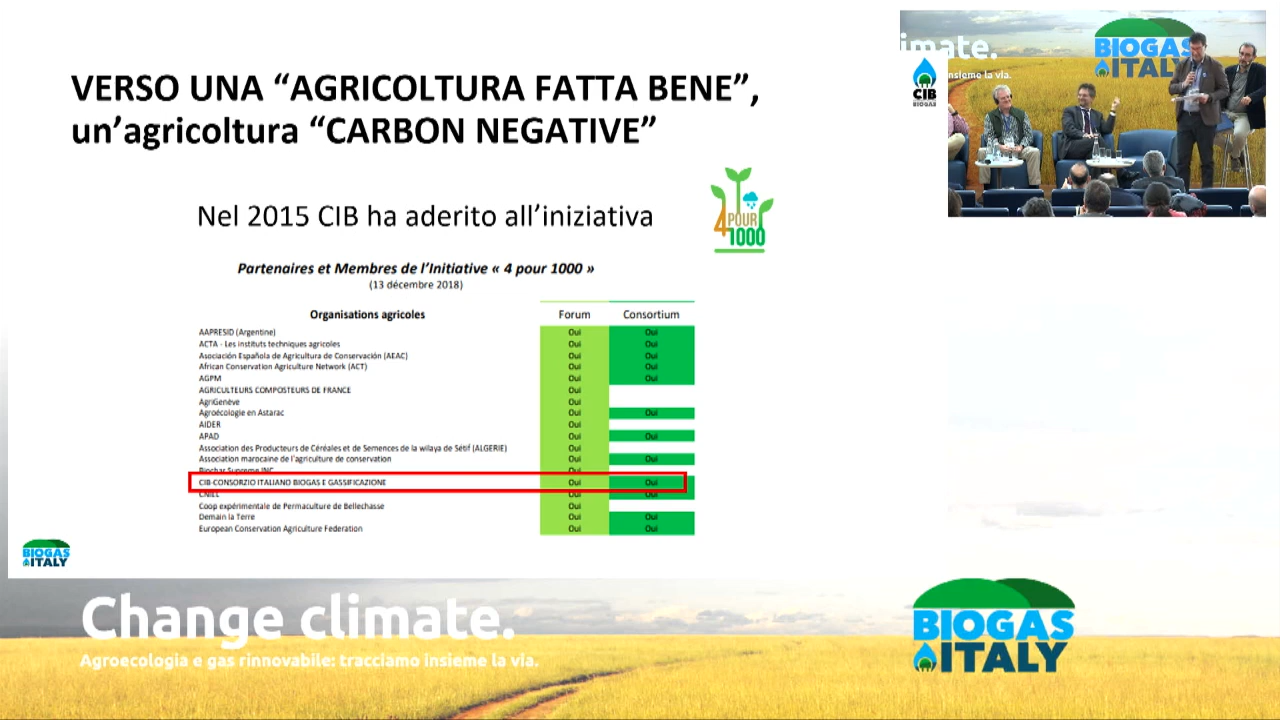 VERSO UNA “AGRICOLTURA FATTA BENE”,
un’agricoltura “CARBON NEGATIVE”
Nel 2015 CIB ha aderito all’iniziativa
4 POUR
1000
Partenaires et Membres de l’Initiative « 4 pour 1000 »
(13 décembre 2018)
Organisations agricoles Forum Consortium
AAPRESID (Argentine) Oui Oui
ACTA - Les instituts techniques agricoles Oui Oui
Asociación Española de Agricultura de Conservación (AEAC) Oui Oui
African Conservation Agriculture Network (ACT) Oui Oui
AGPM Oui Oui
AGRICULTEURS COMPOSTEURS DE FRANCE Oui
AgriGenève Oui
Agroécologie en Astarac Oui Oui
AIDER Oui
APAD Oui Oui
Association des Producteurs de Céréales et de Semences de la wilaya de Sétif (ALGERIE) Oui
Association marocaine de l’agriculture de conservation Oui Oui
Biochar Supreme INC Oui
CIB-CONSORZIO ITALIANO BIOGAS E GASSIFICAZIONE Oui Oui
Oui Oui
Coop expérimentale de Permaculture de Bellechasse Oui
Demain la Terre Oui Oui
European Conservation Agriculture Federation Oui Oui
BIOGAS
ITALY
imate.
nsieme la via.
CIB
BIOGAS
BIOGAS
ITALY
Change climate.
Agroecologia e gas rinnovabile: tracciamo insieme la via.
BIOGAS
ITALY